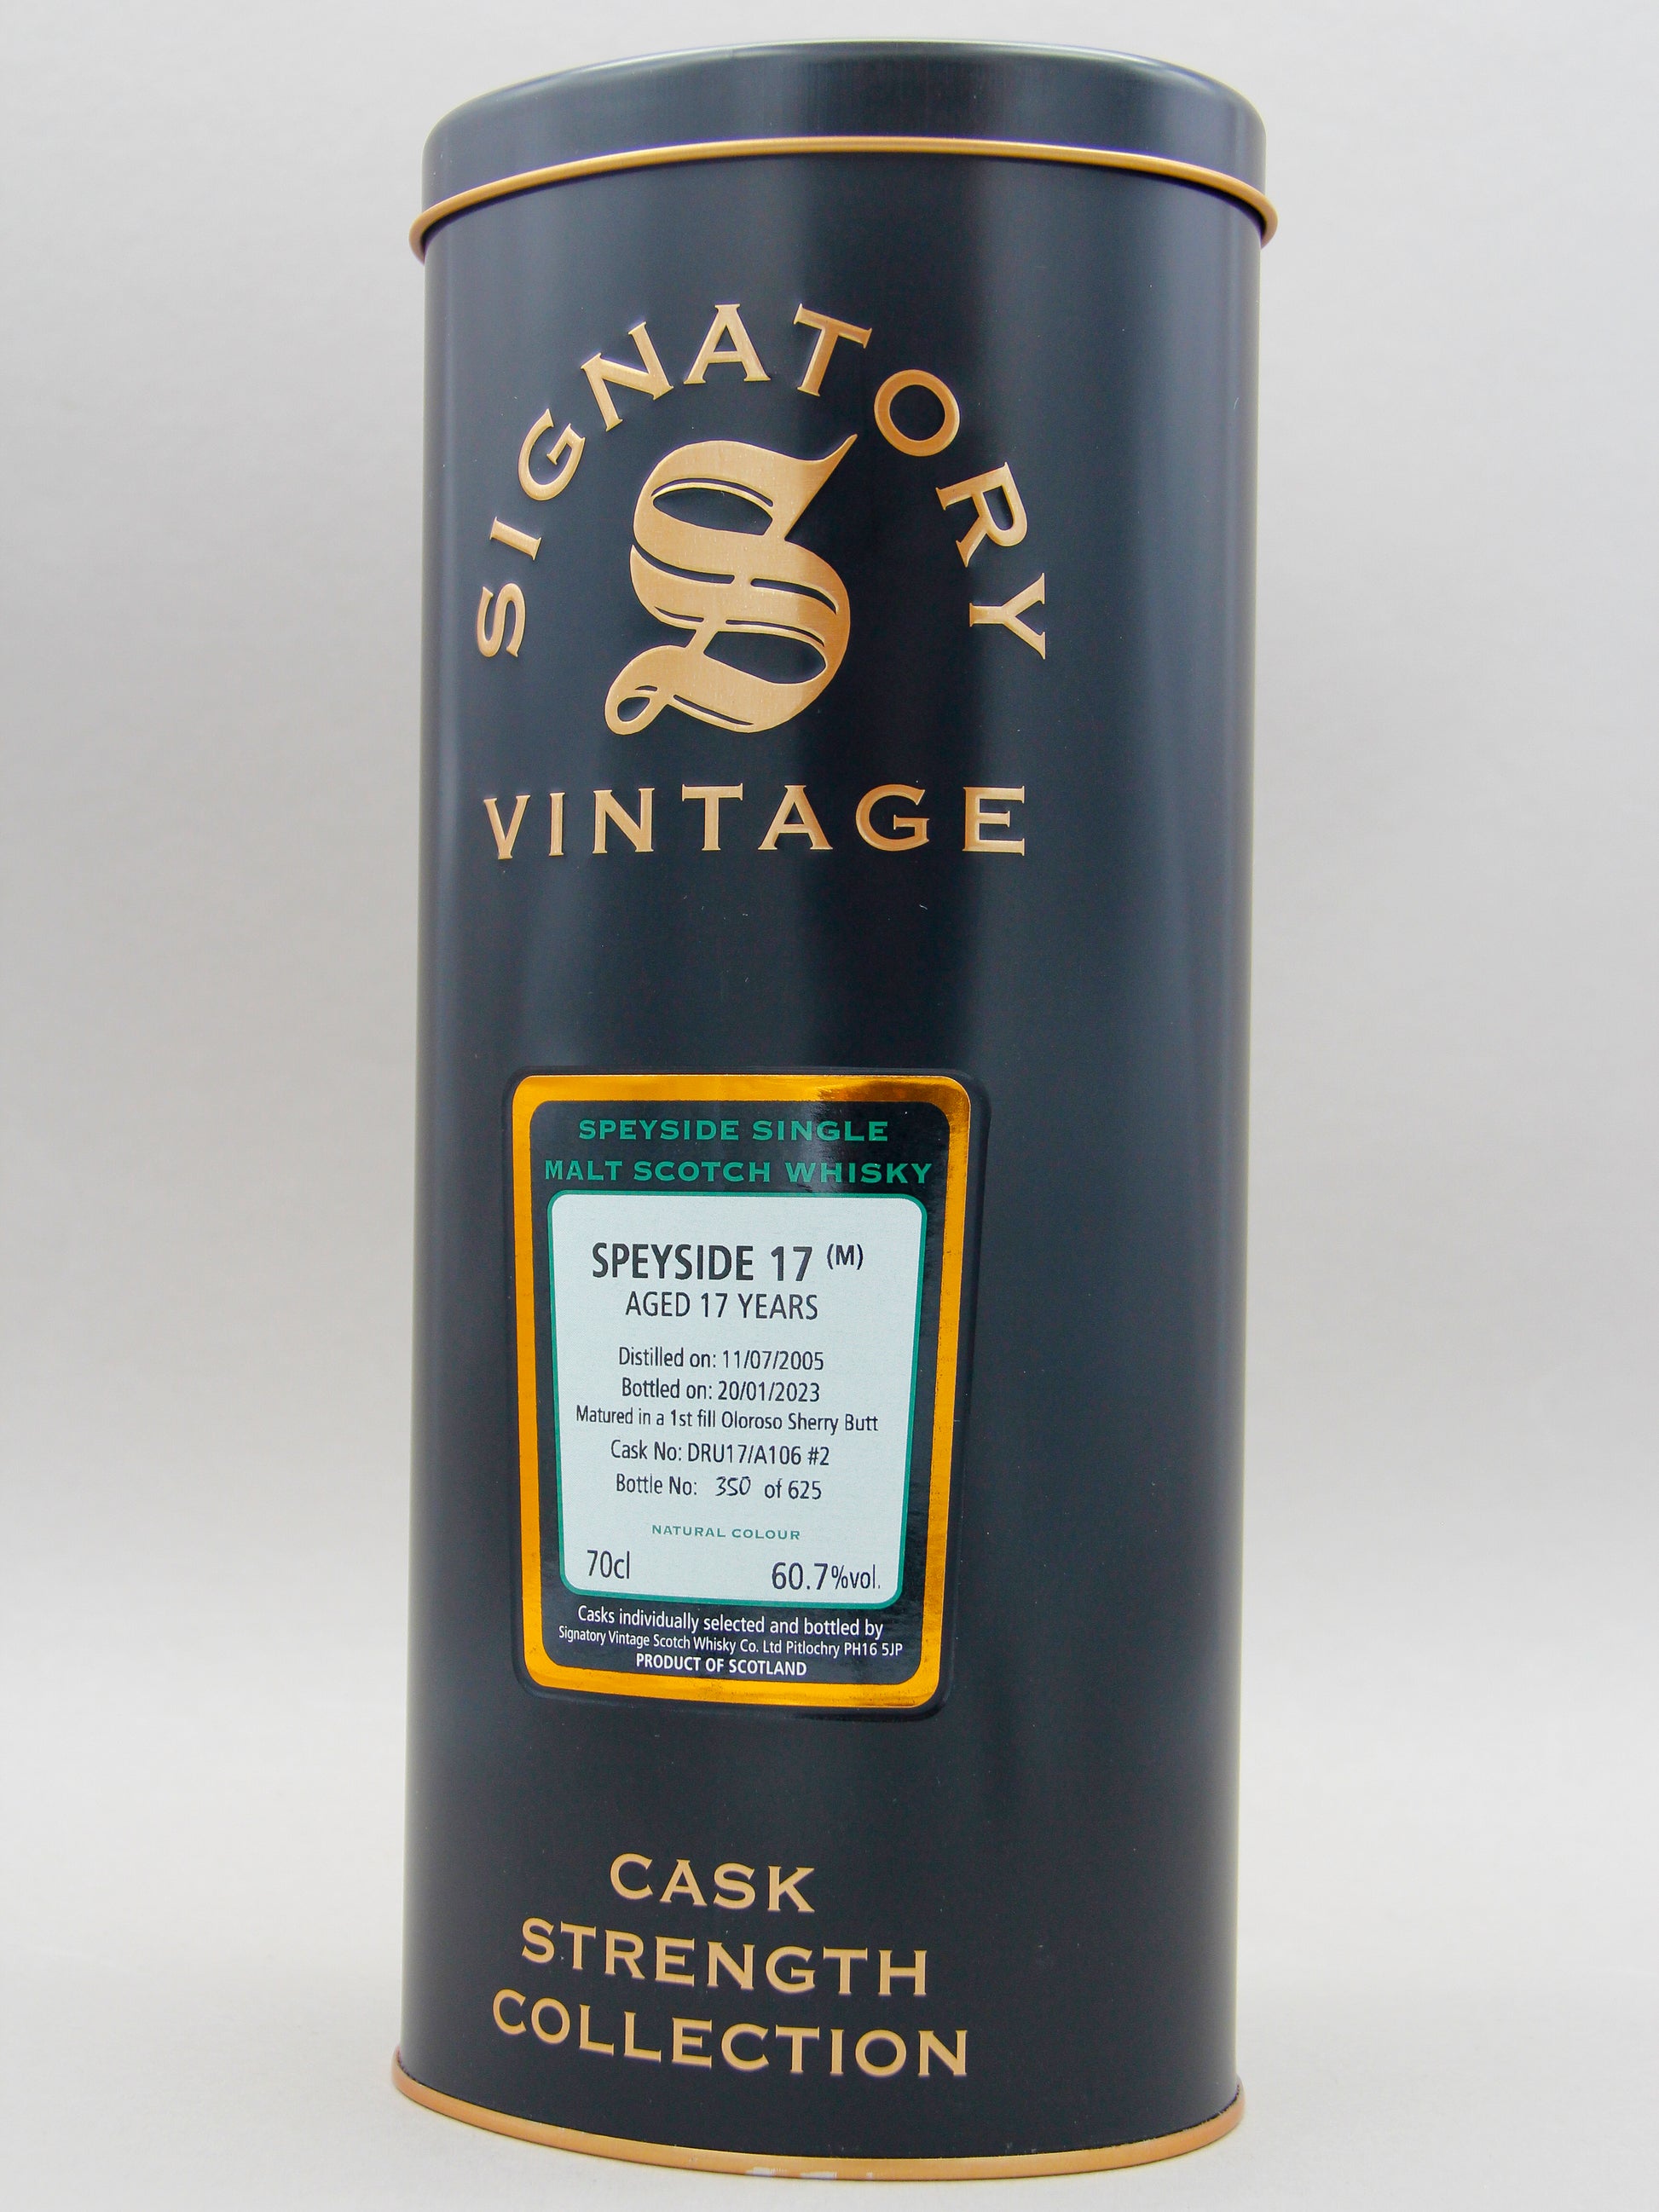 SIGNATORY
S
VINTAGE
SPEYSIDE SINGLE
MALT SCOTCH WHISKY
SPEYSIDE 17 (M)
AGED 17 YEARS
Distilled on: 11/07/2005
Bottled on: 20/01/2023
Matured in a 1st fill Oloroso Sherry Butt
Cask No: DRU17/A106 #2
Bottle No: 350 of 625
NATURAL COLOUR
70cl 60.7%vol.
Casks individually selected and bottled by
Signatory Vintage Scotch Whisky Co. Ltd Pitlochry PH16 5JP
PRODUCT OF SCOTLAND
CASK
STRENGTH
COLLECTION